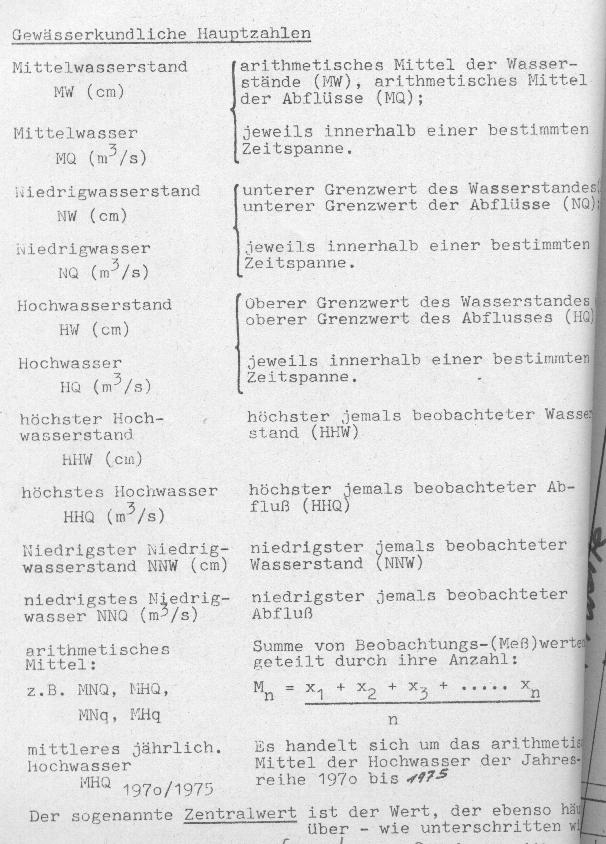 Gewässerkundliche Hauptzahlen
Mittelwasserstand
MW (cm)
arithmetisches Mittel der Wasser-
stände (MW), arithmetisches Mittel
der Abflüsse (MQ);
Mittelwasser
MQ (m³/s)
jeweils innerhalb einer bestimmten
Zeitspanne.
Niedrigwasserstand
NW (cm)
unterer Grenzwert des Wasserstandes
unterer Grenzwert der Abflüsse (NQ);
Niedrigwasser
NQ (m³/s)
jeweils innerhalb einer bestimmten
Zeitspanne.
Hochwasserstand
HW (cm)
Oberer Grenzwert des Wasserstandes
oberer Grenzwert des Abflusses (HQ)
Hochwasser
HQ (m³/s)
jeweils innerhalb einer bestimmten
Zeitspanne.
höchster Hoch-
wasserstand
HHW (cm)
höchster jemals beobachteter Wasser
stand (HHW)
höchstes Hochwasser
HHQ (m³/s)
höchster jemals beobachteter Ab-
fluß (HHQ)
Niedrigster Niedrig-
wasserstand NNW (cm)
niedrigster jemals beobachteter
Wasserstand (NNW)
niedrigstes Niedrig-
wasser NNQ (m³/s)
niedrigster jemals beobachteter
Abfluß
arithmetisches
Mittel:
z.B. MNQ, MHQ,
MNq, MHq
Summe von Beobachtungs-(Meß)werten
geteilt durch ihre Anzahl:
Mn = x1 + x2 + x3 + ..... xn
n
mittleres jährlich.
Hochwasser
MHQ 197o/1975
Es handelt sich um das arithmetis
Mittel der Hochwasser der Jahres-
reihe 197o bis 1975
Der sogenannte Zentralwert ist der Wert, der ebenso häu
über - wie unterschritten wi